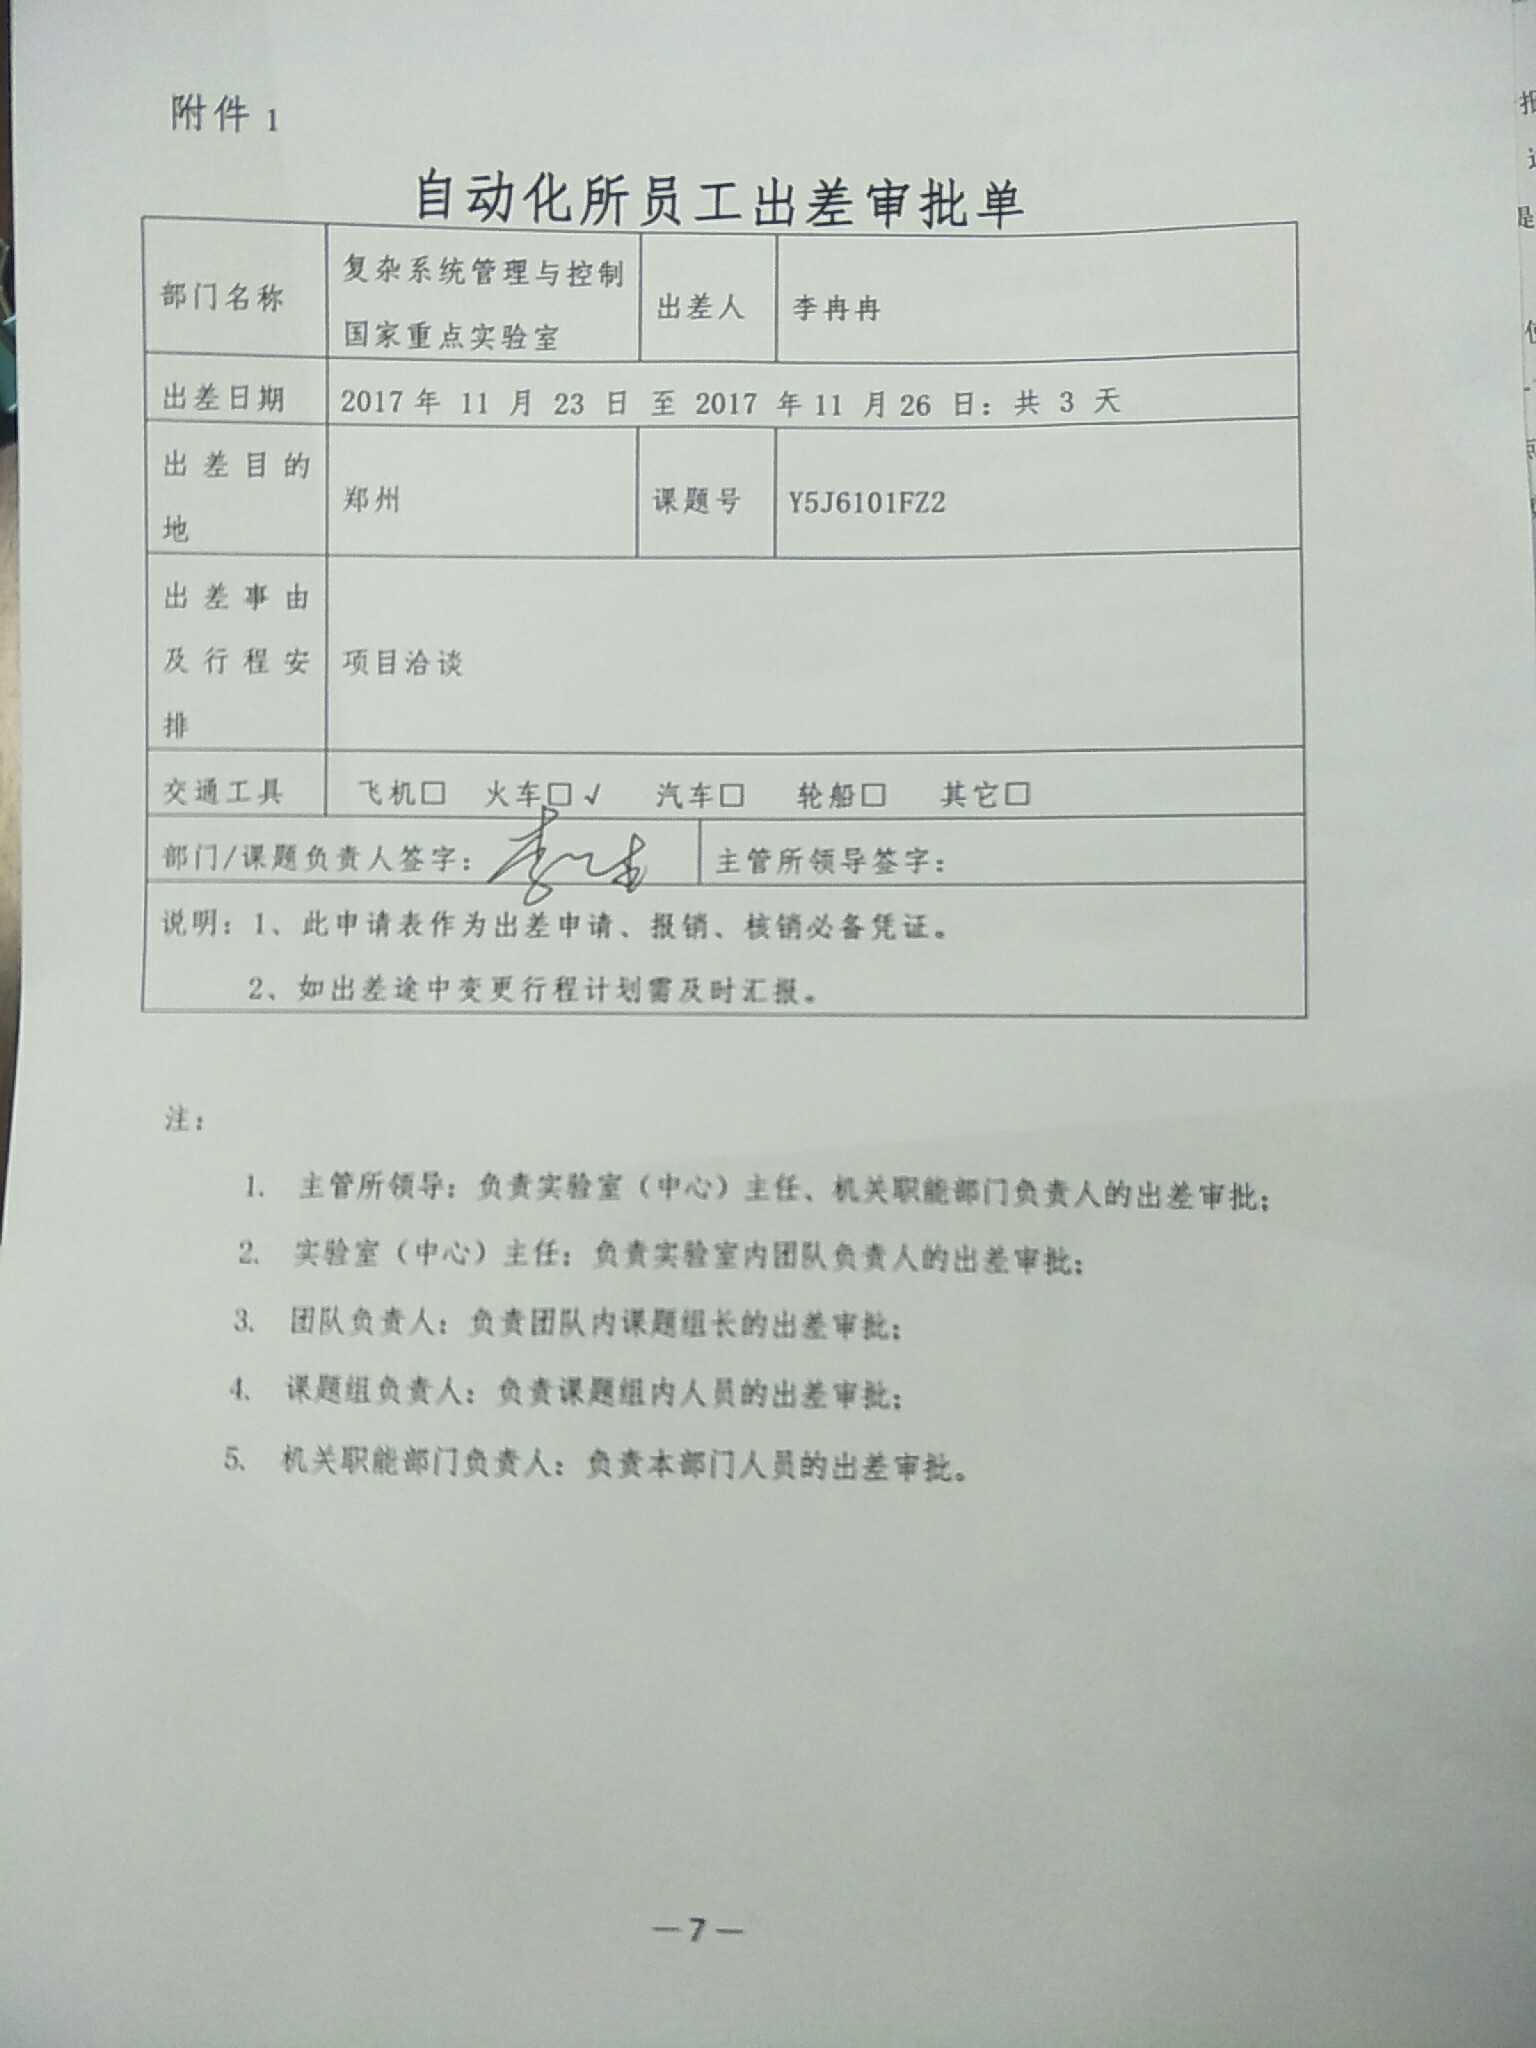 附件 1
自动化所员工出差审批单
部门名称
复杂系统管理与控制
国家重点实验室
出差人
李冉冉
出差日期
2017 年 11 月 23 日 至 2017 年 11 月 26 日：共 3 天
出差目的
地
郑州
课题号
Y5J6101FZ2
出差事由
及行程安
排
项目洽谈
交通工具
飞机□ 火车□√ 汽车□ 轮船□ 其它□
部门/课题负责人签字：
主管所领导签字：
说明：1、此申请表作为出差申请、报销、核销必备凭证。
2、如出差途中变更行程计划需及时汇报。
注：
1. 主管所领导：负责实验室（中心）主任、机关职能部门负责人的出差审批；
2. 实验室（中心）主任：负责实验室内团队负责人的出差审批；
3. 团队负责人：负责团队内课题组长的出差审批；
4. 课题组负责人：负责课题组内人员的出差审批；
5. 机关职能部门负责人：负责本部门人员的出差审批。
— 7 —